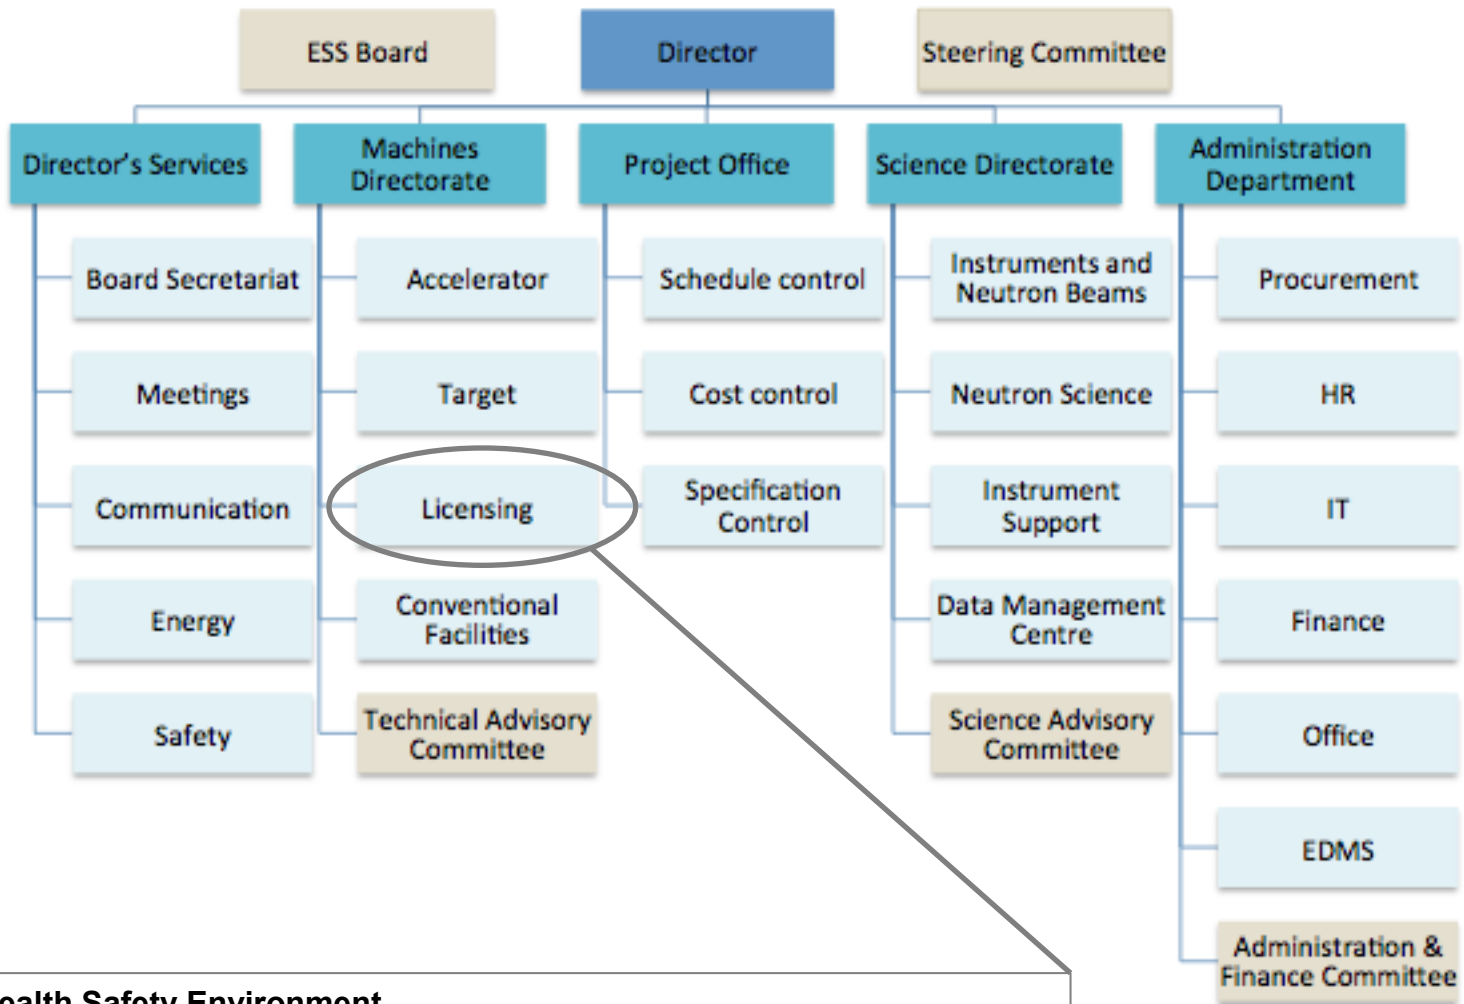 ESS Board
Director
Steering Committee
Director's Services
Machines
Directorate
Project Office
Science Directorate
Administration
Department
Board Secretariat
Meetings
Communication
Energy
Safety
Accelerator
Target
Licensing
Conventional
Facilities
Technical Advisory
Committee
Schedule control
Cost control
Specification
Control
Instruments and
Neutron Beams
Neutron Science
Instrument
Support
Data Management
Centre
Science Advisory
Committee
Procurement
HR
IT
Finance
Office
EDMS
Administration &
Finance Committee
ealth Safety Environment